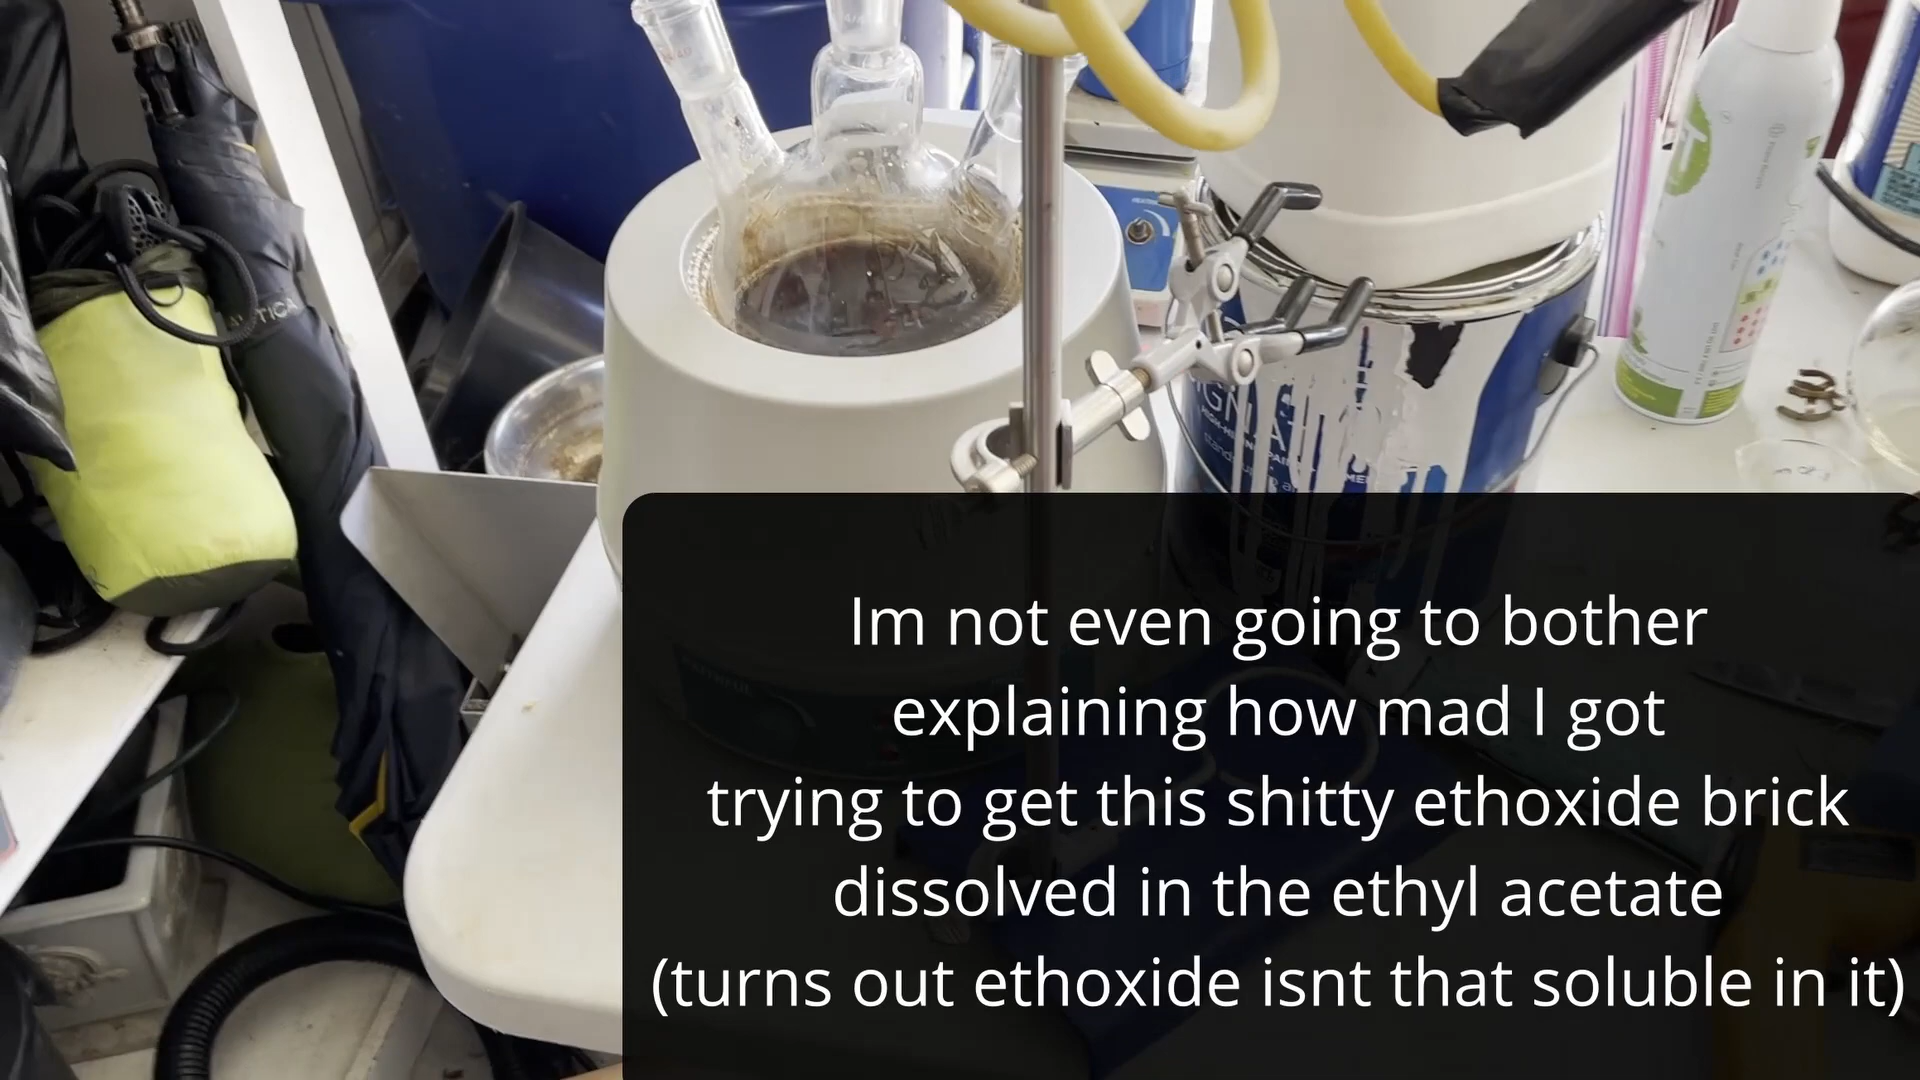 Im not even going to bother
explaining how mad I got
trying to get this shitty ethoxide brick
dissolved in the ethyl acetate
(turns out ethoxide isnt that soluble in it)